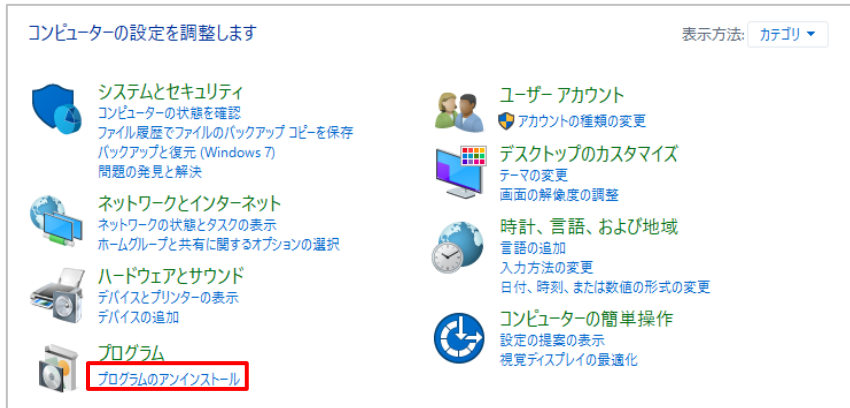 コンピューターの設定を調整します
表示方法: カテゴリ
システムとセキュリティ
コンピューターの状態を確認
ファイル履歴でファイルのバックアップ コピーを保存
バックアップと復元 (Windows 7)
問題の発見と解決
ネットワークとインターネット
ネットワークの状態とタスクの表示
ホームグループと共有に関するオプションの選択
ハードウェアとサウンド
デバイスとプリンターの表示
デバイスの追加
プログラム
プログラムのアンインストール
ユーザー アカウント
アカウントの種類の変更
デスクトップのカスタマイズ
テーマの変更
画面の解像度の調整
時計、言語、および地域
言語の追加
入力方法の変更
日付、時刻、または数値の形式の変更
コンピューターの簡単操作
設定の提案の表示
視覚ディスプレイの最適化